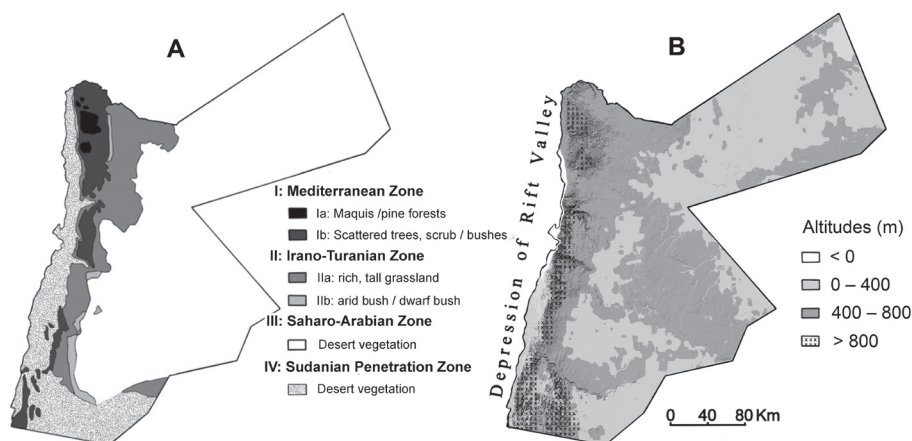 A
I: Mediterranean Zone
Ia: Maquis /pine forests
Ib: Scattered trees, scrub / bushes
II: Irano-Turanian Zone
IIa: rich, tall grassland
IIb: arid bush / dwarf bush
III: Saharo-Arabian Zone
Desert vegetation
IV: Sudanian Penetration Zone
Desert vegetation
B
Depression of Rift Valley
Altitudes (m)
< 0
0 – 400
400 – 800
> 800
0 40 80 Km